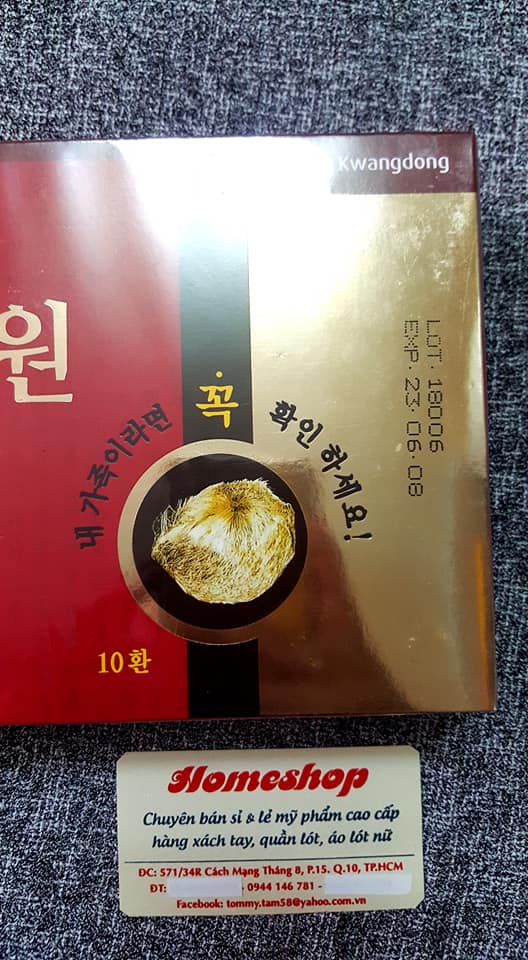 Kwangdong
원
LOT. 18006
EXP. 23. 06. 08
내 가족이라면
꼭
확인 하세요!
10환
Homeshop
Chuyên bán sỉ & lẻ mỹ phẩm cao cấp
hàng xách tay, quần lót, áo lót nữ
ĐC: 571/34R Cách Mạng Tháng 8, P.15. Q.10, TP.HCM
ĐT: - 0944 146 781 -
Facebook: tommy.tam58@yahoo.com.vn